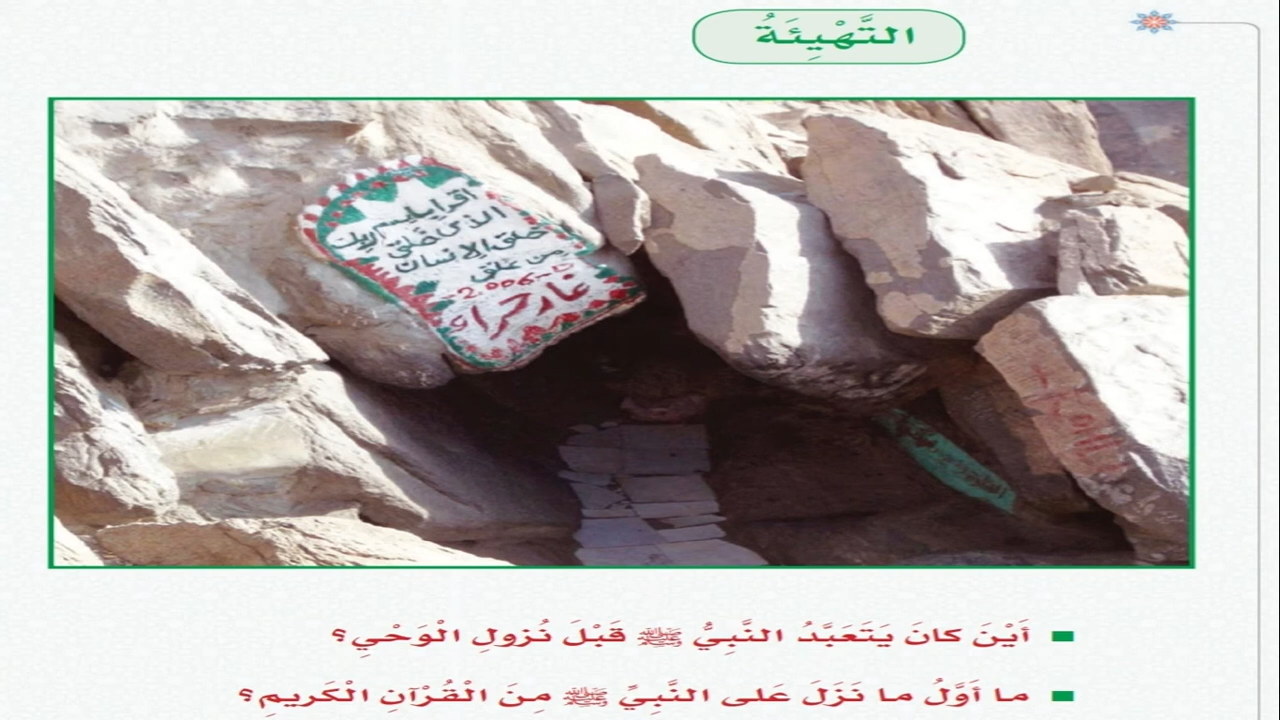 التَّهْيِئَةُ
اقرأ باسم ربك
الذي خلق
خلق الإنسان
من علق
2006
غار حراء
أَيْنَ كانَ يَتَعَبَّدُ النَّبِيُّ ﷺ قَبْلَ نُزولِ الْوَحْيِ؟
ما أَوَّلُ ما نَزَلَ عَلى النَّبِيِّ ﷺ مِنَ الْقُرْآنِ الْكَريمِ؟